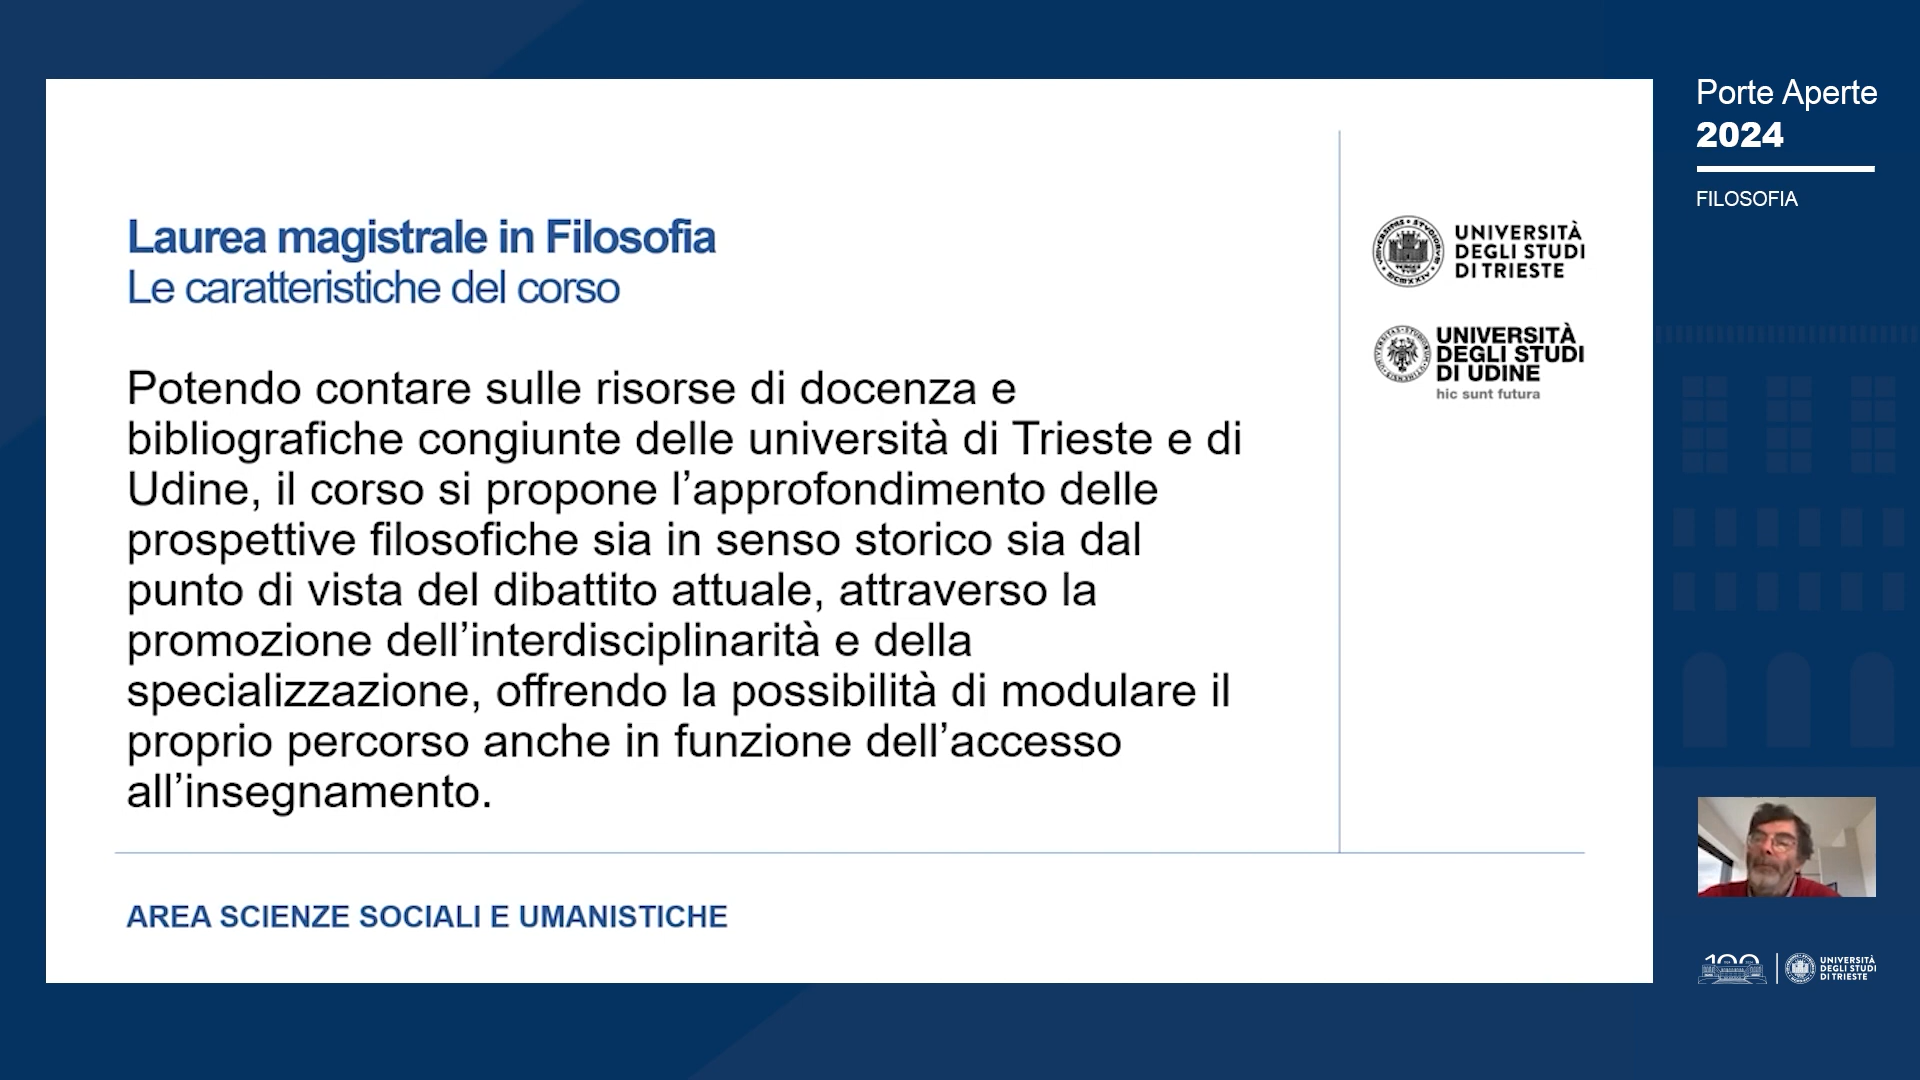 Porte Aperte
2024
FILOSOFIA
Laurea magistrale in Filosofia
Le caratteristiche del corso
Potendo contare sulle risorse di docenza e
bibliografiche congiunte delle università di Trieste e di
Udine, il corso si propone l’approfondimento delle
prospettive filosofiche sia in senso storico sia dal
punto di vista del dibattito attuale, attraverso la
promozione dell’interdisciplinarità e della
specializzazione, offrendo la possibilità di modulare il
proprio percorso anche in funzione dell’accesso
all’insegnamento.
UNIVERSITÀ
DEGLI STUDI
DI TRIESTE
UNIVERSITÀ
DEGLI STUDI
DI UDINE
hic sunt futura
AREA SCIENZE SOCIALI E UMANISTICHE
100
UNIVERSITÀ
DEGLI STUDI
DI TRIESTE